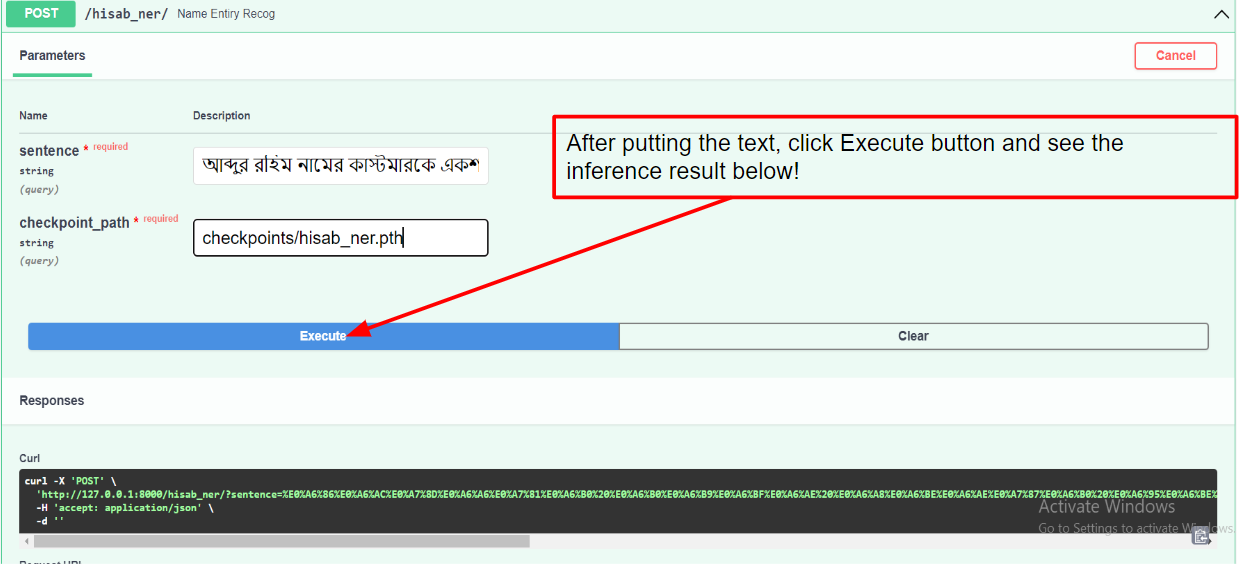 POST /hisab_ner/ Name Entiry Recog
Parameters
Cancel
Name Description
sentence * required
string
(query)
আব্দুর রহিম নামের কাস্টমারকে একশ
After putting the text, click Execute button and see the
inference result below!
checkpoint_path * required
string
(query)
checkpoints/hisab_ner.pth
Execute
Clear
Responses
Curl
curl -X 'POST' \
'http://127.0.0.1:8000/hisab_ner/?sentence=%E0%A6%86%E0%A6%AC%E0%A7%8D%E0%A6%A6%E0%A7%81%E0%A6%B0%20%E0%A6%B0%E0%A6%B9%E0%A6%BF%E0%A6%AE%20%E0%A6%A8%E0%A6%BE%E0%A6%AE%E0%A7%87%E0%A6%B0%20%E0%A6%95%E0%A6%BE%
-H 'accept: application/json' \
-d ''
Activate Windows
Go to Settings to activate Windows.
Request URL